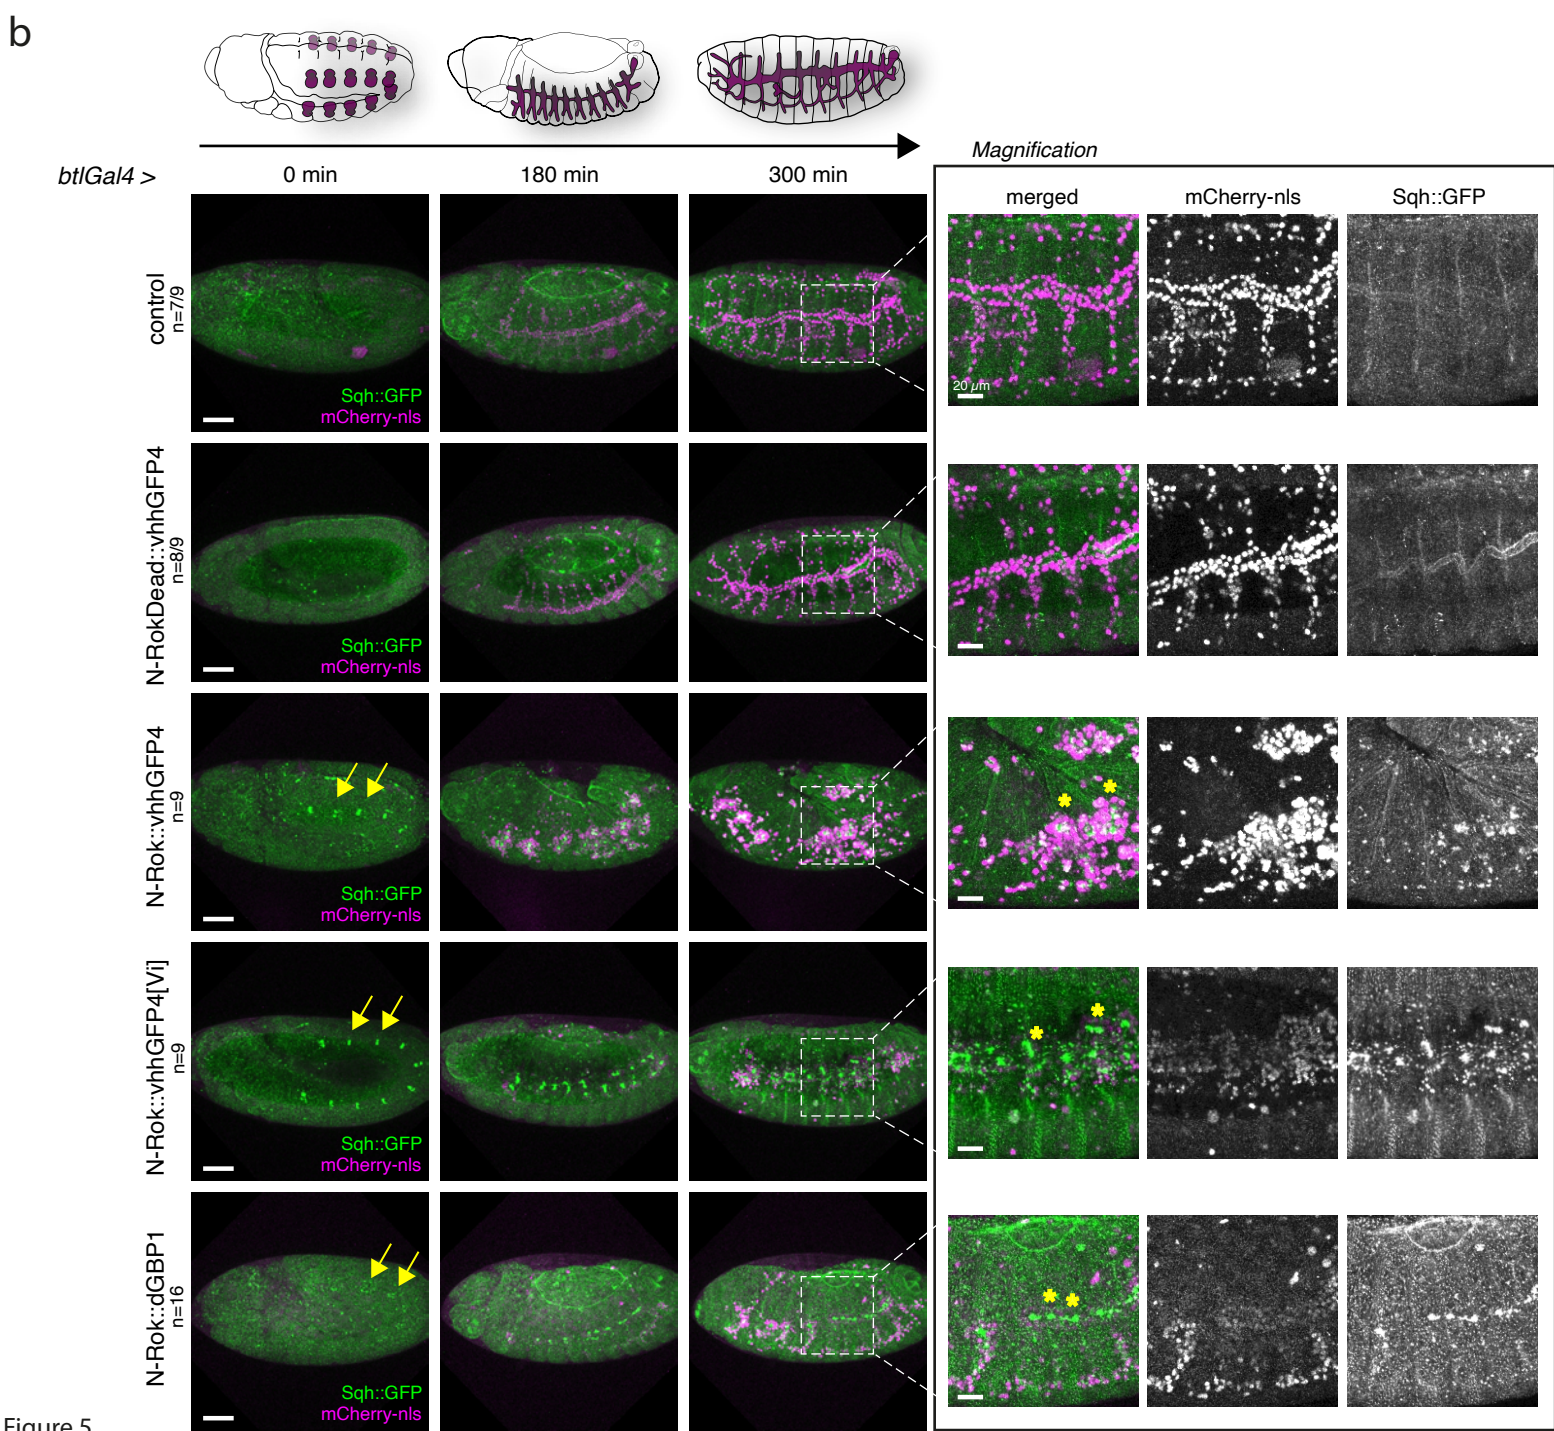 b
btlGal4 >
0 min
180 min
300 min
Magnification
merged
mCherry-nls
Sqh::GFP
control
n=7/9
Sqh::GFP
mCherry-nls
20 µm
N-RokDead::vhhGFP4
n=8/9
Sqh::GFP
mCherry-nls
N-Rok::vhhGFP4
n=9
Sqh::GFP
mCherry-nls
N-Rok::vhhGFP4[Vi]
n=9
Sqh::GFP
mCherry-nls
N-Rok::dGBP1
n=16
Sqh::GFP
mCherry-nls
Figure 5